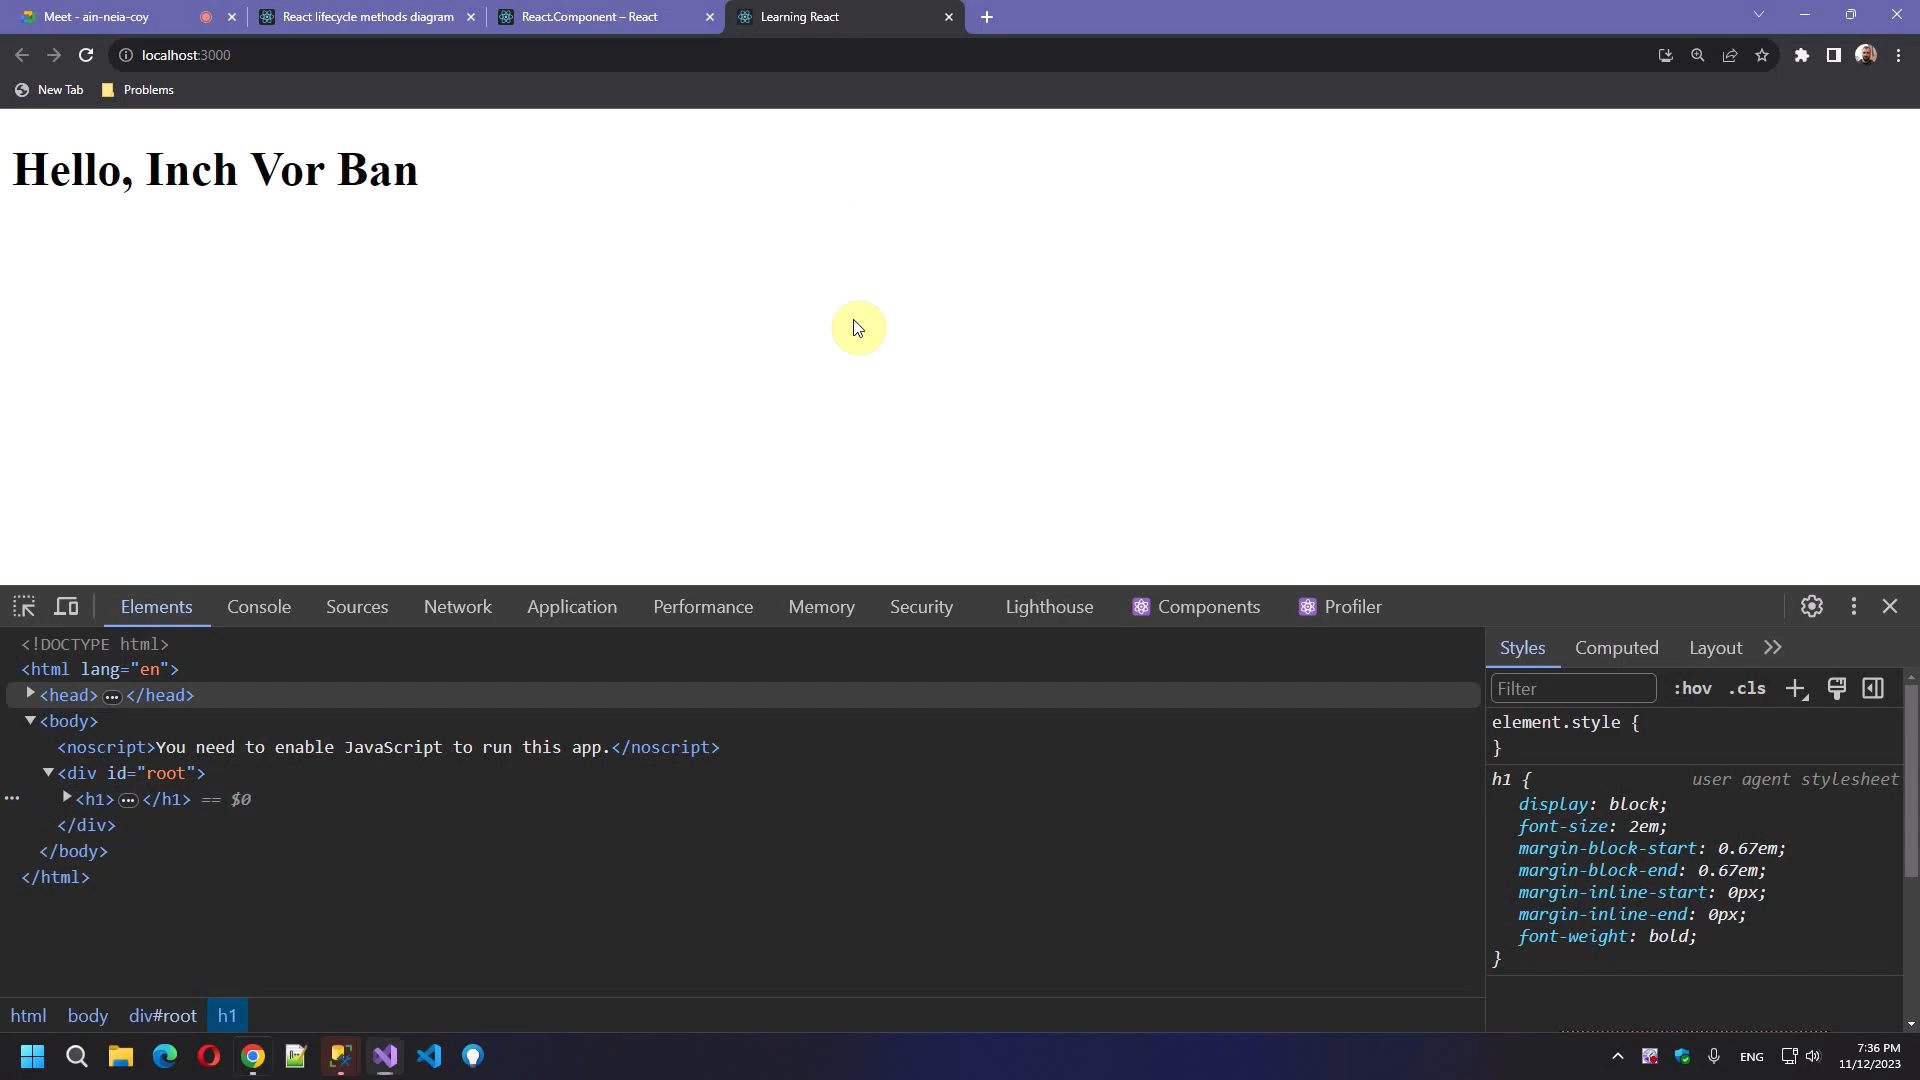 Meet - ain-neia-coy
React lifecycle methods diagram
React.Component – React
Learning React
localhost:3000
New Tab
Problems
Hello, Inch Vor Ban
Elements
Console
Sources
Network
Application
Performance
Memory
Security
Lighthouse
Components
Profiler
<!DOCTYPE html>
<html lang="en">
<head> ••• </head>
<body>
<noscript>You need to enable JavaScript to run this app.</noscript>
<div id="root">
<h1> ••• </h1> == $0
</div>
</body>
</html>
html
body
div#root
h1
Styles
Computed
Layout
Filter
:hov
.cls
element.style {
}
h1 {
user agent stylesheet
display: block;
font-size: 2em;
margin-block-start: 0.67em;
margin-block-end: 0.67em;
margin-inline-start: 0px;
margin-inline-end: 0px;
font-weight: bold;
}
ENG
7:36 PM
11/12/2023